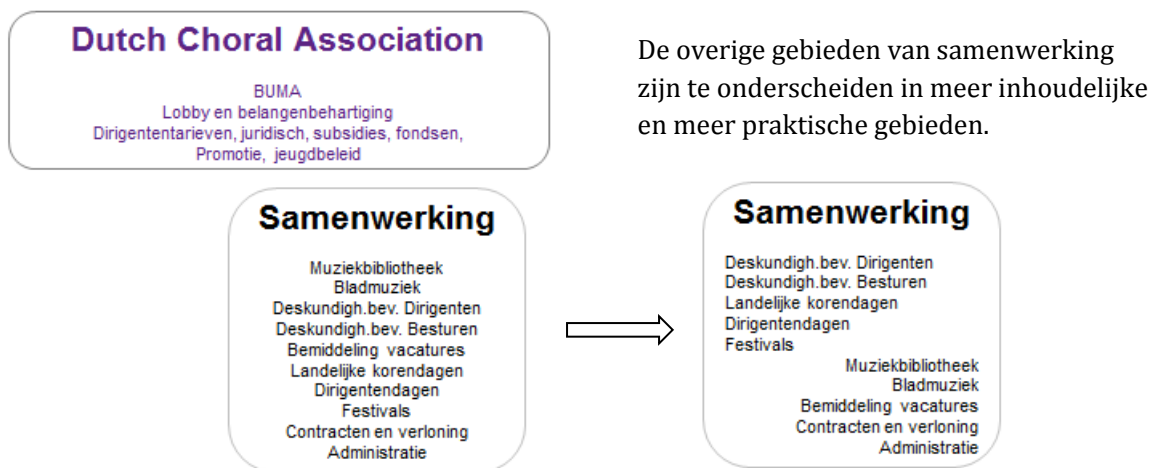 Dutch Choral Association
BUMA
Lobby en belangenbehartiging
Dirigententarieven, juridisch, subsidies, fondsen,
Promotie, jeugdbeleid
De overige gebieden van samenwerking
zijn te onderscheiden in meer inhoudelijke
en meer praktische gebieden.
Samenwerking
Muziekbibliotheek
Bladmuziek
Deskundigh.bev. Dirigenten
Deskundigh.bev. Besturen
Bemiddeling vacatures
Landelijke korendagen
Dirigentendagen
Festivals
Contracten en verloning
Administratie
Samenwerking
Deskundigh.bev. Dirigenten
Deskundigh.bev. Besturen
Landelijke korendagen
Dirigentendagen
Festivals
Muziekbibliotheek
Bladmuziek
Bemiddeling vacatures
Contracten en verloning
Administratie